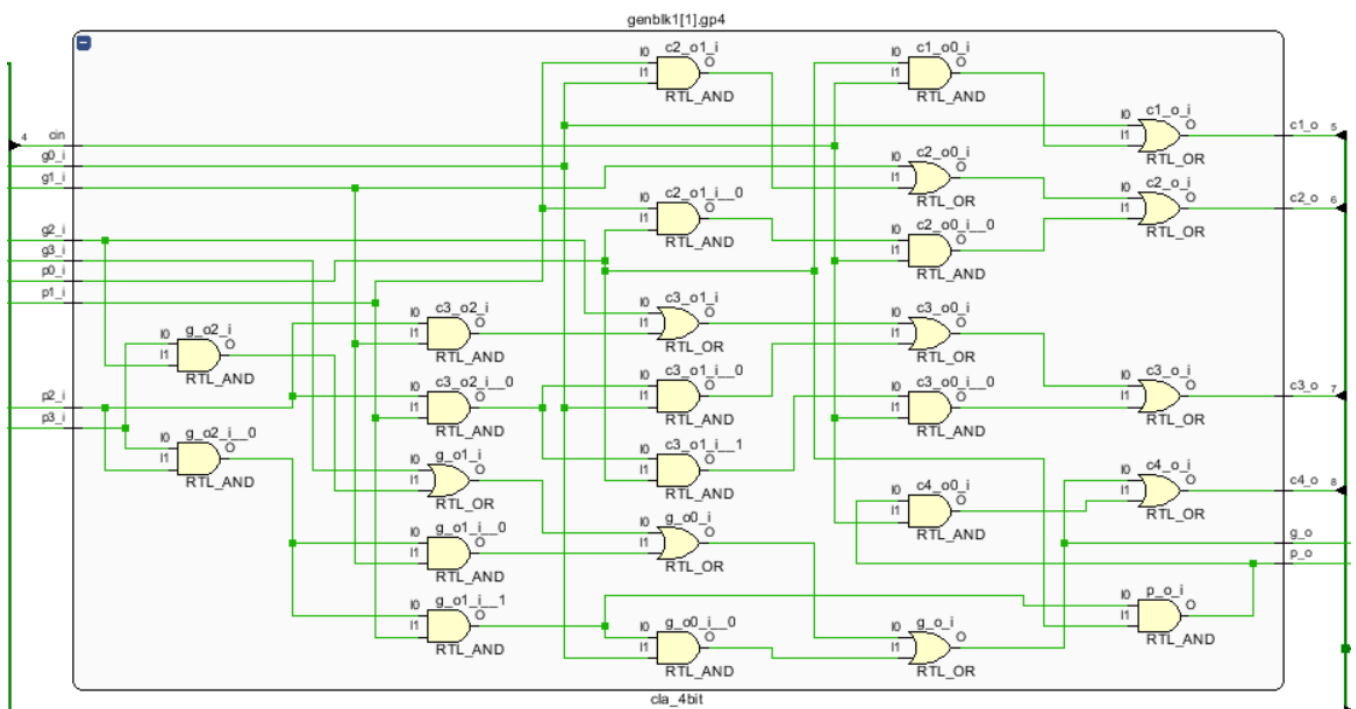 genblk1[1].gp4
c2_o1_i
I0
O
I1
RTL_AND
c1_o0_i
I0
O
I1
RTL_AND
c1_o_i
I0
O
I1
RTL_OR
c1_o
5
4
cin
g0_i
g1_i
c2_o0_i
I0
O
I1
RTL_OR
c2_o_i
I0
O
I1
RTL_OR
c2_o
6
c2_o1_i__0
I0
O
I1
RTL_AND
c2_o0_i__0
I0
O
I1
RTL_AND
g2_i
g3_i
p0_i
p1_i
g_o2_i
I0
O
I1
RTL_AND
c3_o2_i
I0
O
I1
RTL_AND
c3_o1_i
I0
O
I1
RTL_OR
c3_o0_i
I0
O
I1
RTL_OR
p2_i
p3_i
c3_o2_i__0
I0
O
I1
RTL_AND
c3_o1_i__0
I0
O
I1
RTL_AND
c3_o0_i__0
I0
O
I1
RTL_AND
c3_o_i
I0
O
I1
RTL_OR
c3_o
7
g_o2_i__0
I0
O
I1
RTL_AND
g_o1_i
I0
O
I1
RTL_OR
c3_o1_i__1
I0
O
I1
RTL_AND
c4_o0_i
I0
O
I1
RTL_AND
c4_o_i
I0
O
I1
RTL_OR
c4_o
8
g_o1_i__0
I0
O
I1
RTL_AND
g_o0_i
I0
O
I1
RTL_OR
g_o
p_o
g_o1_i__1
I0
O
I1
RTL_AND
g_o0_i__0
I0
O
I1
RTL_AND
g_o_i
I0
O
I1
RTL_OR
p_o_i
I0
O
I1
RTL_AND
cla_4bit